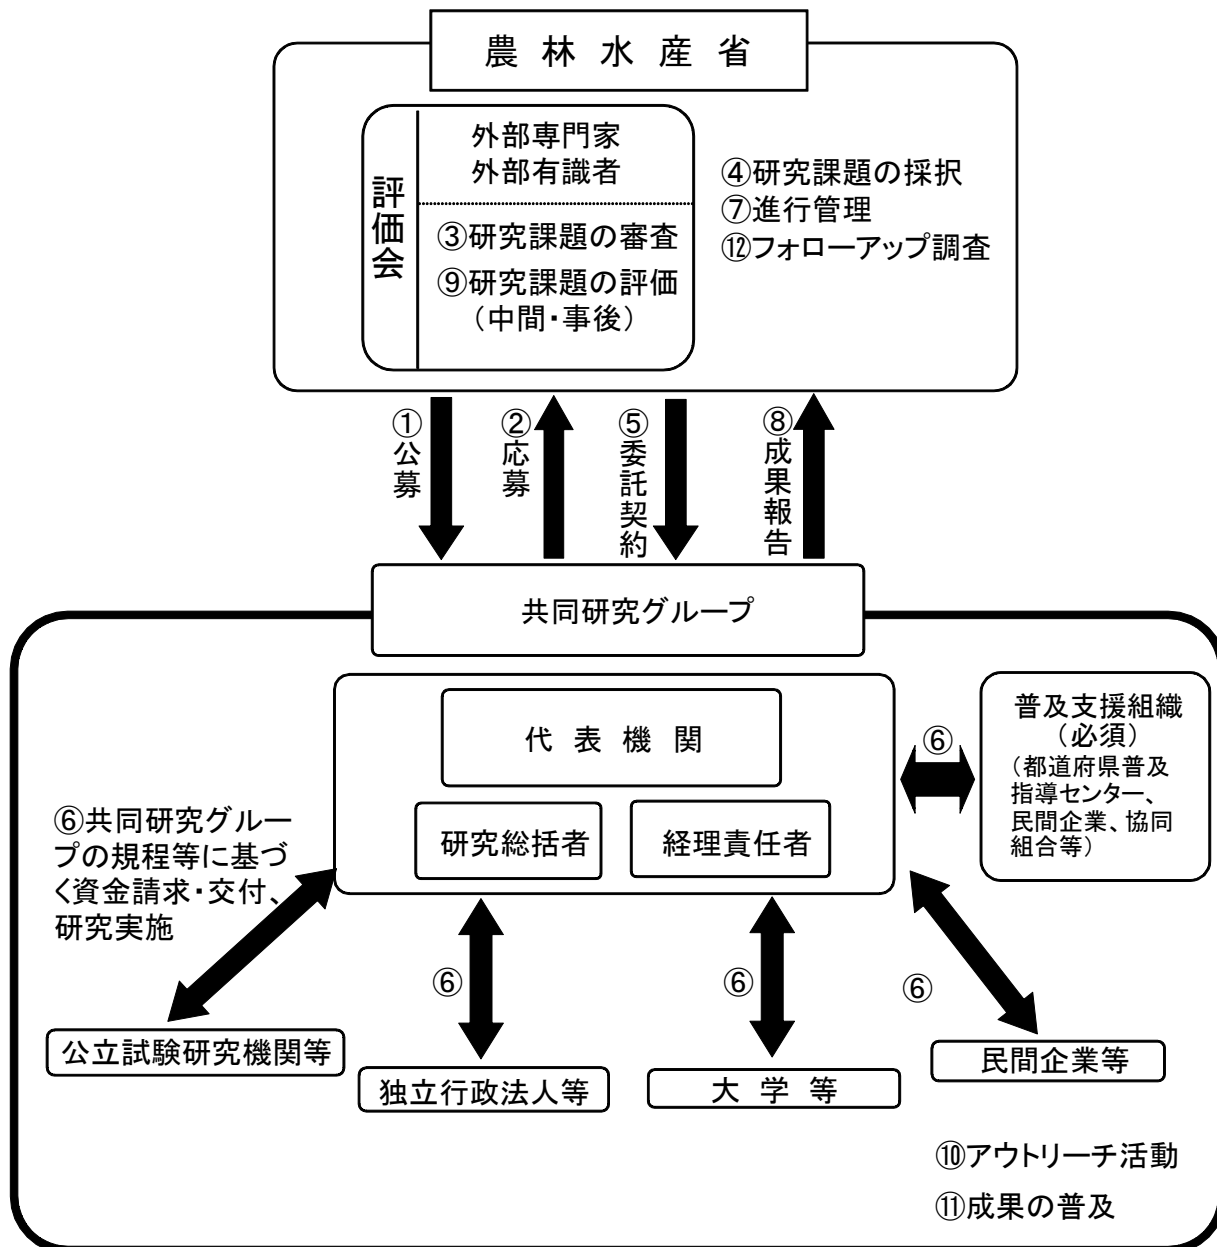 農林水産省
評価会
外部専門家
外部有識者
③研究課題の審査
⑨研究課題の評価
（中間・事後）
④研究課題の採択
⑦進行管理
⑫フォローアップ調査
①公募
②応募
⑤委託契約
⑧成果報告
共同研究グループ
代表機関
研究総括者
経理責任者
⑥
普及支援組織
（必須）
（都道府県普及
指導センター、
民間企業、協同
組合等）
⑥共同研究グルー
プの規程等に基づ
く資金請求・交付、
研究実施
⑥
⑥
⑥
公立試験研究機関等
独立行政法人等
大学等
民間企業等
⑩アウトリーチ活動
⑪成果の普及